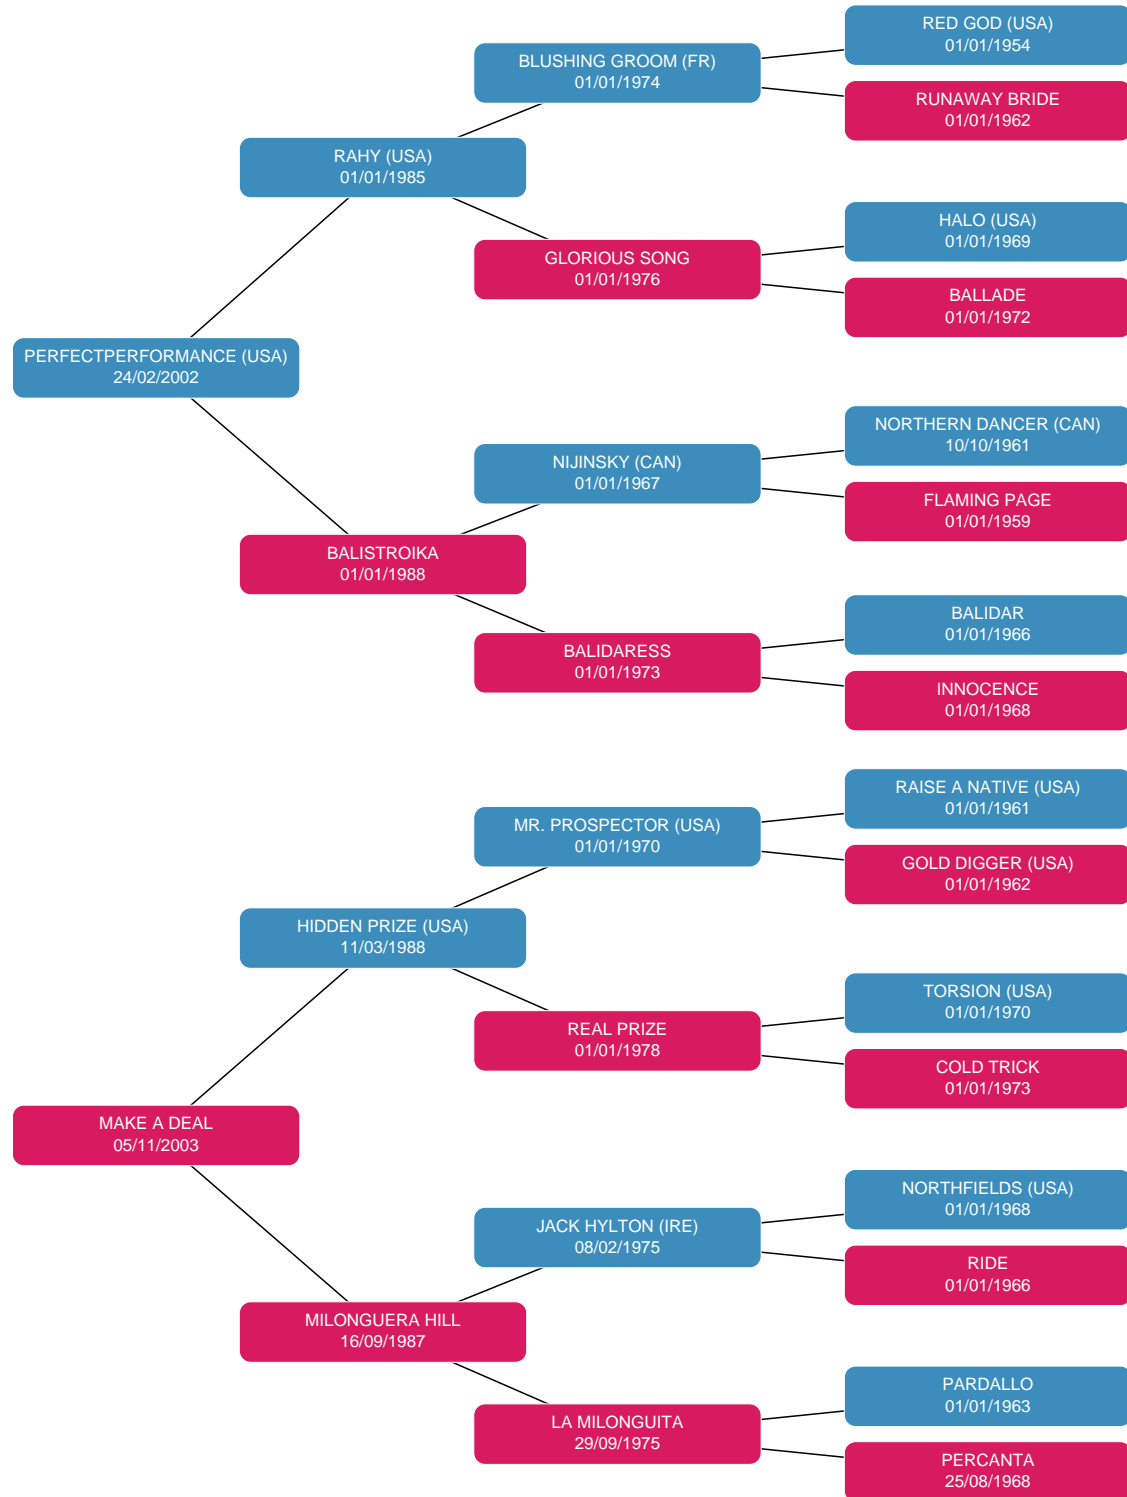 RED GOD (USA)
01/01/1954
BLUSHING GROOM (FR)
01/01/1974
RUNAWAY BRIDE
01/01/1962
RAHY (USA)
01/01/1985
HALO (USA)
01/01/1969
GLORIOUS SONG
01/01/1976
BALLADE
01/01/1972
PERFECTPERFORMANCE (USA)
24/02/2002
NORTHERN DANCER (CAN)
10/10/1961
NIJINSKY (CAN)
01/01/1967
FLAMING PAGE
01/01/1959
BALISTROIKA
01/01/1988
BALIDAR
01/01/1966
BALIDARESS
01/01/1973
INNOCENCE
01/01/1968
RAISE A NATIVE (USA)
01/01/1961
MR. PROSPECTOR (USA)
01/01/1970
GOLD DIGGER (USA)
01/01/1962
HIDDEN PRIZE (USA)
11/03/1988
TORSION (USA)
01/01/1970
REAL PRIZE
01/01/1978
COLD TRICK
01/01/1973
MAKE A DEAL
05/11/2003
NORTHFIELDS (USA)
01/01/1968
JACK HYLTON (IRE)
08/02/1975
RIDE
01/01/1966
MILONGUERA HILL
16/09/1987
PARDALLO
01/01/1963
LA MILONGUITA
29/09/1975
PERCANTA
25/08/1968